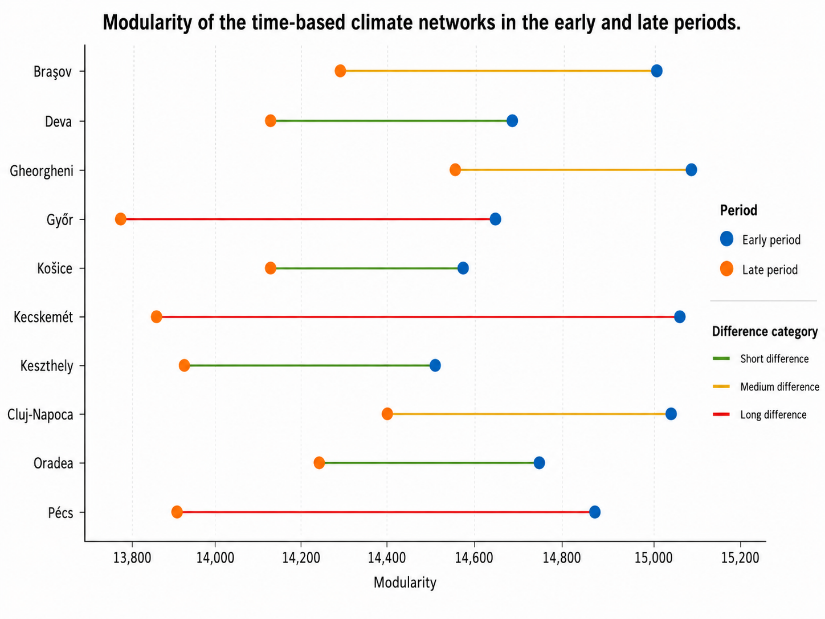 Modularity of the time-based climate networks in the early and late periods.
Braşov
Deva
Gheorgheni
Győr
Košice
Kecskemét
Keszthely
Cluj-Napoca
Oradea
Pécs
13,800 14,000 14,200 14,400 14,600 14,800 15,000 15,200
Modularity
Period
Early period
Late period
Difference category
Short difference
Medium difference
Long difference